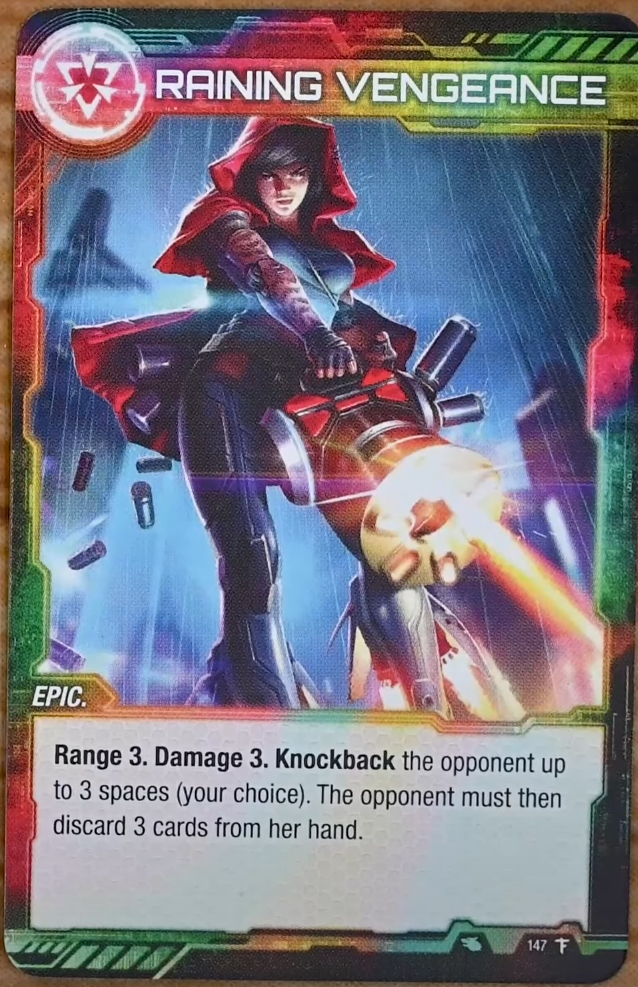 RAINING VENGEANCE
EPIC.
Range 3. Damage 3. Knockback the opponent up
to 3 spaces (your choice). The opponent must then
discard 3 cards from her hand.
147